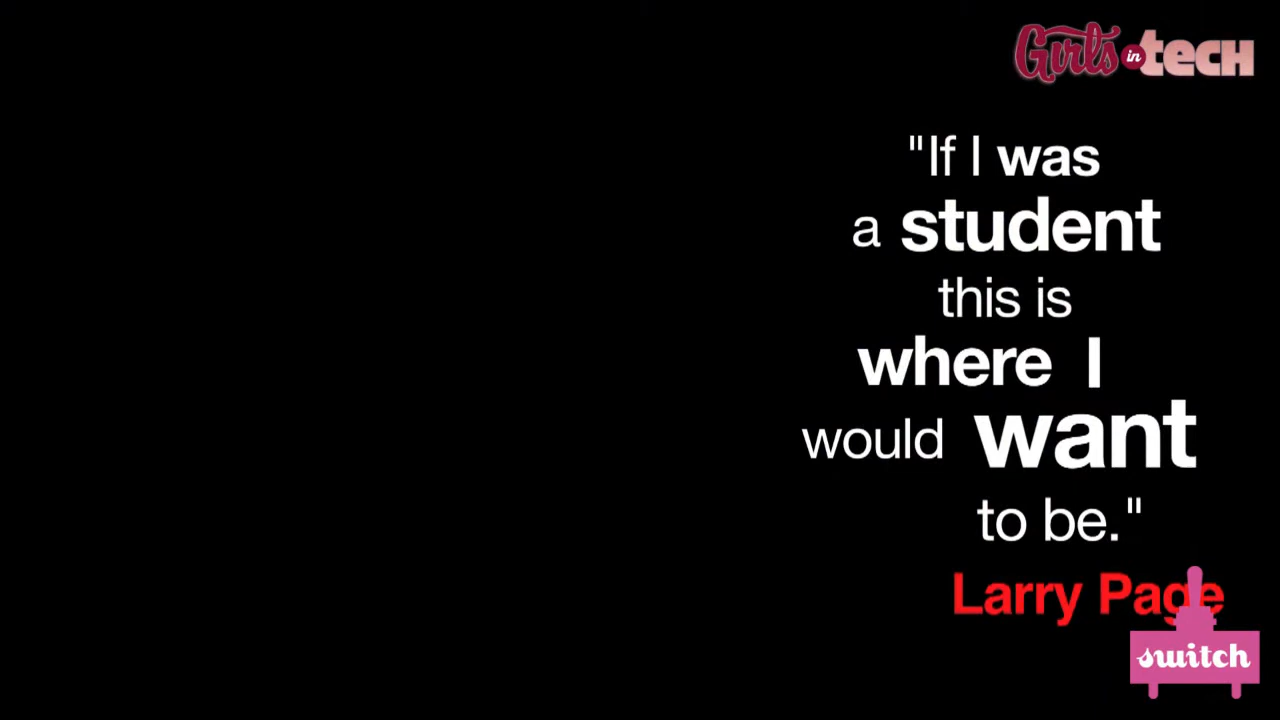 Girls in tech
"If I was
a student
this is
where I
would want
to be."
Larry Page
switch